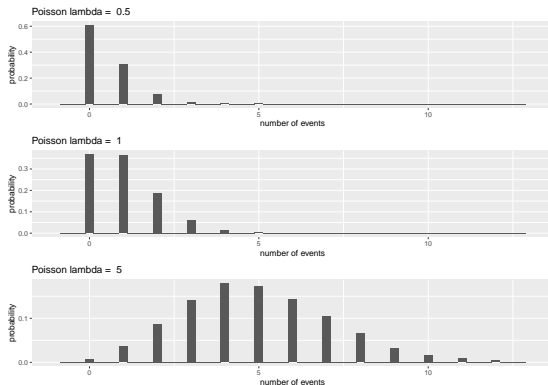 Poisson lambda = 0.5
0.6
0.4
0.2
0.0
probability
0 5 10
number of events
Poisson lambda = 1
0.3
0.2
0.1
0.0
probability
0 5 10
number of events
Poisson lambda = 5
0.1
0.0
probability
0 5 10
number of events